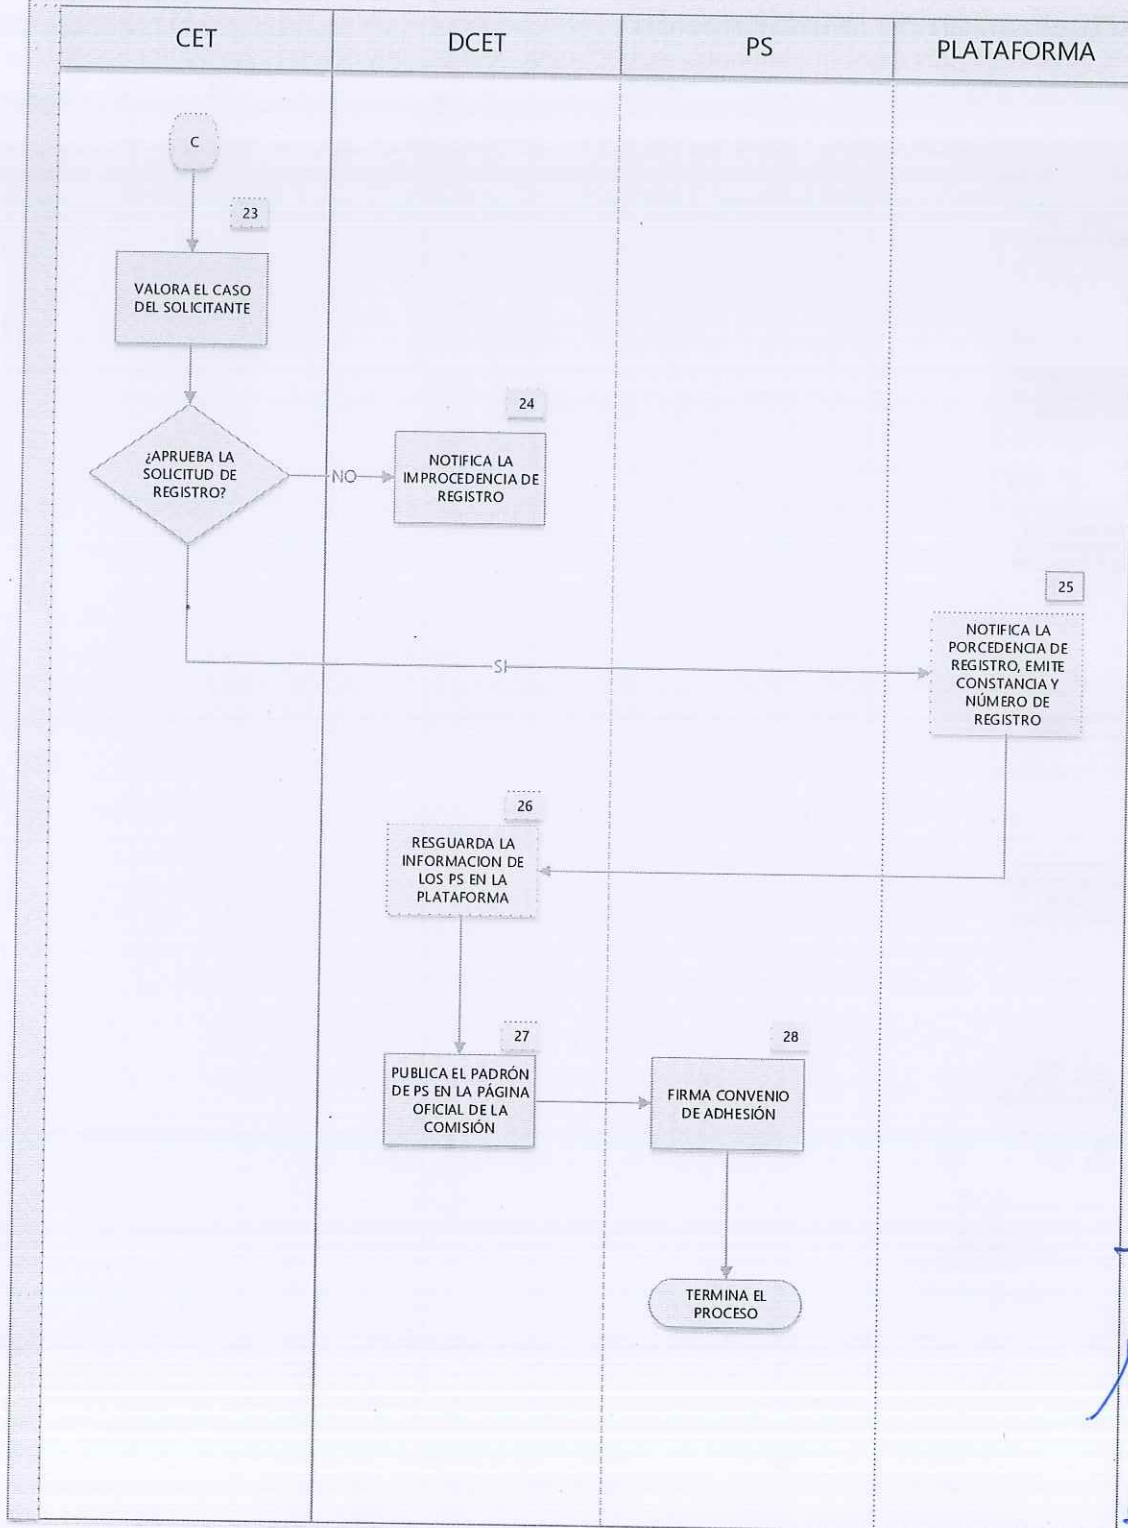 CET
DCET
PS
PLATAFORMA
C
23
VALORA EL CASO
DEL SOLICITANTE
24
¿APRUEBA LA
SOLICITUD DE
REGISTRO?
NO
NOTIFICA LA
IMPROCEDENCIA DE
REGISTRO
25
SI
NOTIFICA LA
PORCEDENCIA DE
REGISTRO, EMITE
CONSTANCIA Y
NÚMERO DE
REGISTRO
26
RESGUARDA LA
INFORMACION DE
LOS PS EN LA
PLATAFORMA
27
PUBLICA EL PADRÓN
DE PS EN LA PÁGINA
OFICIAL DE LA
COMISIÓN
28
FIRMA CONVENIO
DE ADHESIÓN
TERMINA EL
PROCESO